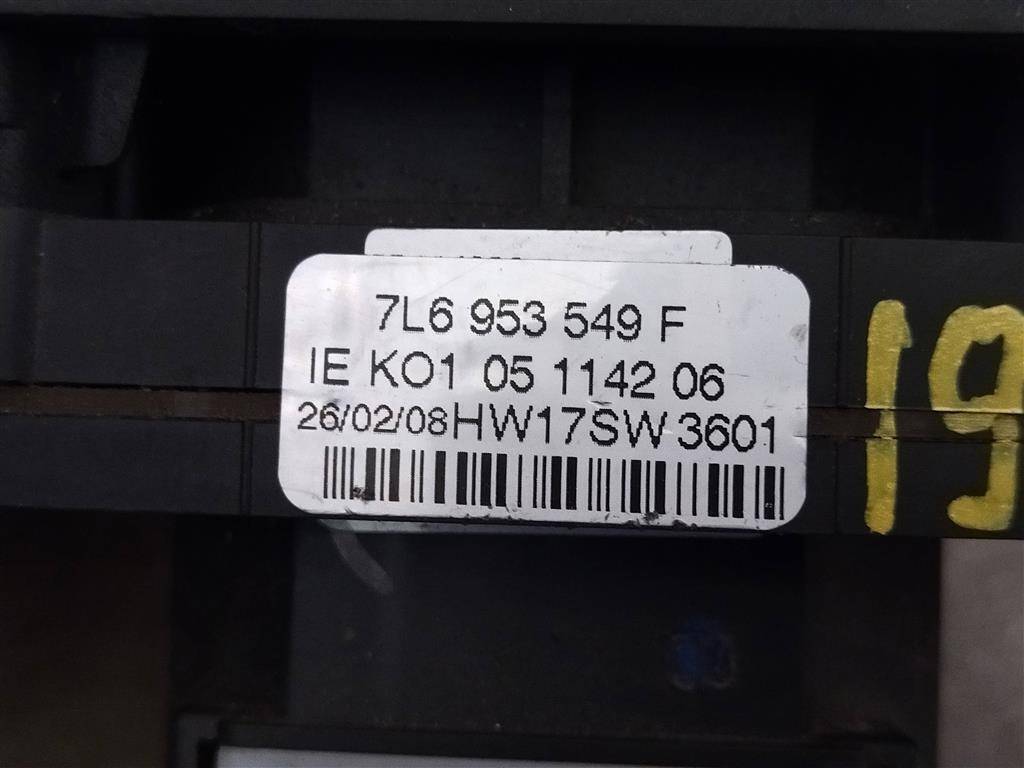 7L6 953 549 F
IE KO1 05 1142 06
26/02/08HW17SW 3601
19